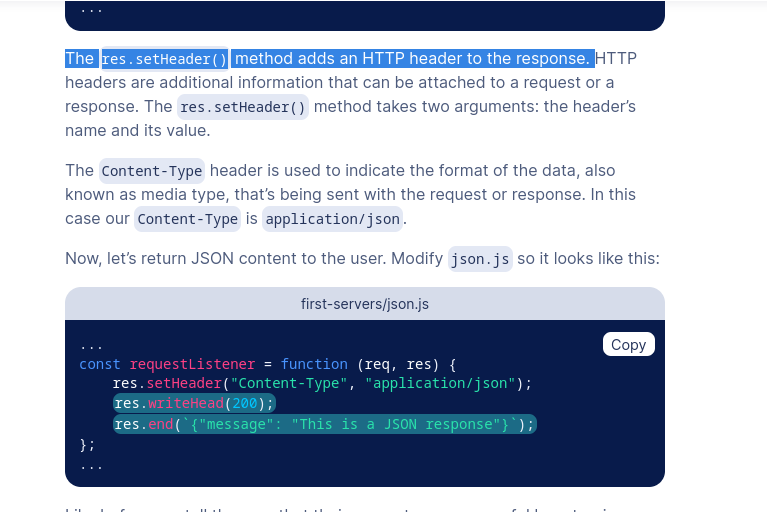 ...
The res.setHeader() method adds an HTTP header to the response. HTTP
headers are additional information that can be attached to a request or a
response. The res.setHeader() method takes two arguments: the header’s
name and its value.
The Content-Type header is used to indicate the format of the data, also
known as media type, that’s being sent with the request or response. In this
case our Content-Type is application/json.
Now, let’s return JSON content to the user. Modify json.js so it looks like this:
first-servers/json.js
Copy
...
const requestListener = function (req, res) {
    res.setHeader("Content-Type", "application/json");
    res.writeHead(200);
    res.end(`{"message": "This is a JSON response"}`);
};
...